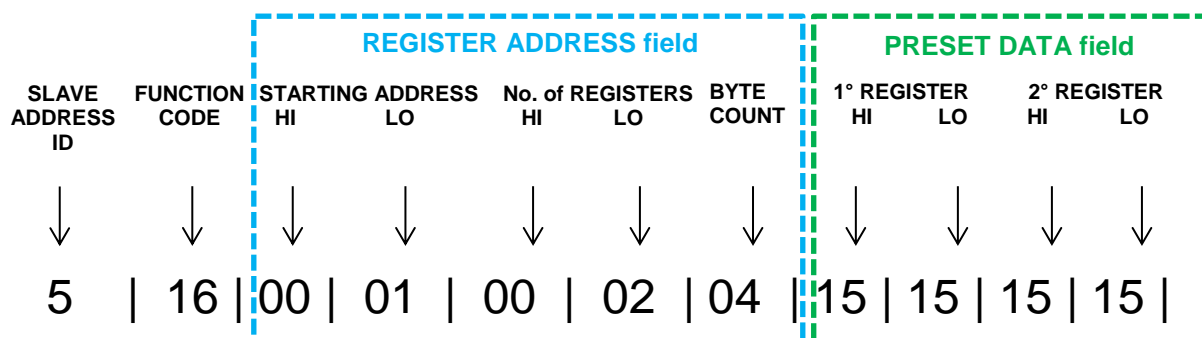 REGISTER ADDRESS field PRESET DATA field
SLAVE FUNCTION STARTING ADDRESS No. of REGISTERS BYTE 1° REGISTER 2° REGISTER
ADDRESS CODE HI LO HI LO COUNT HI LO HI LO
ID
5 | 16 | 00 | 01 | 00 | 02 | 04 | 15 | 15 | 15 | 15 |